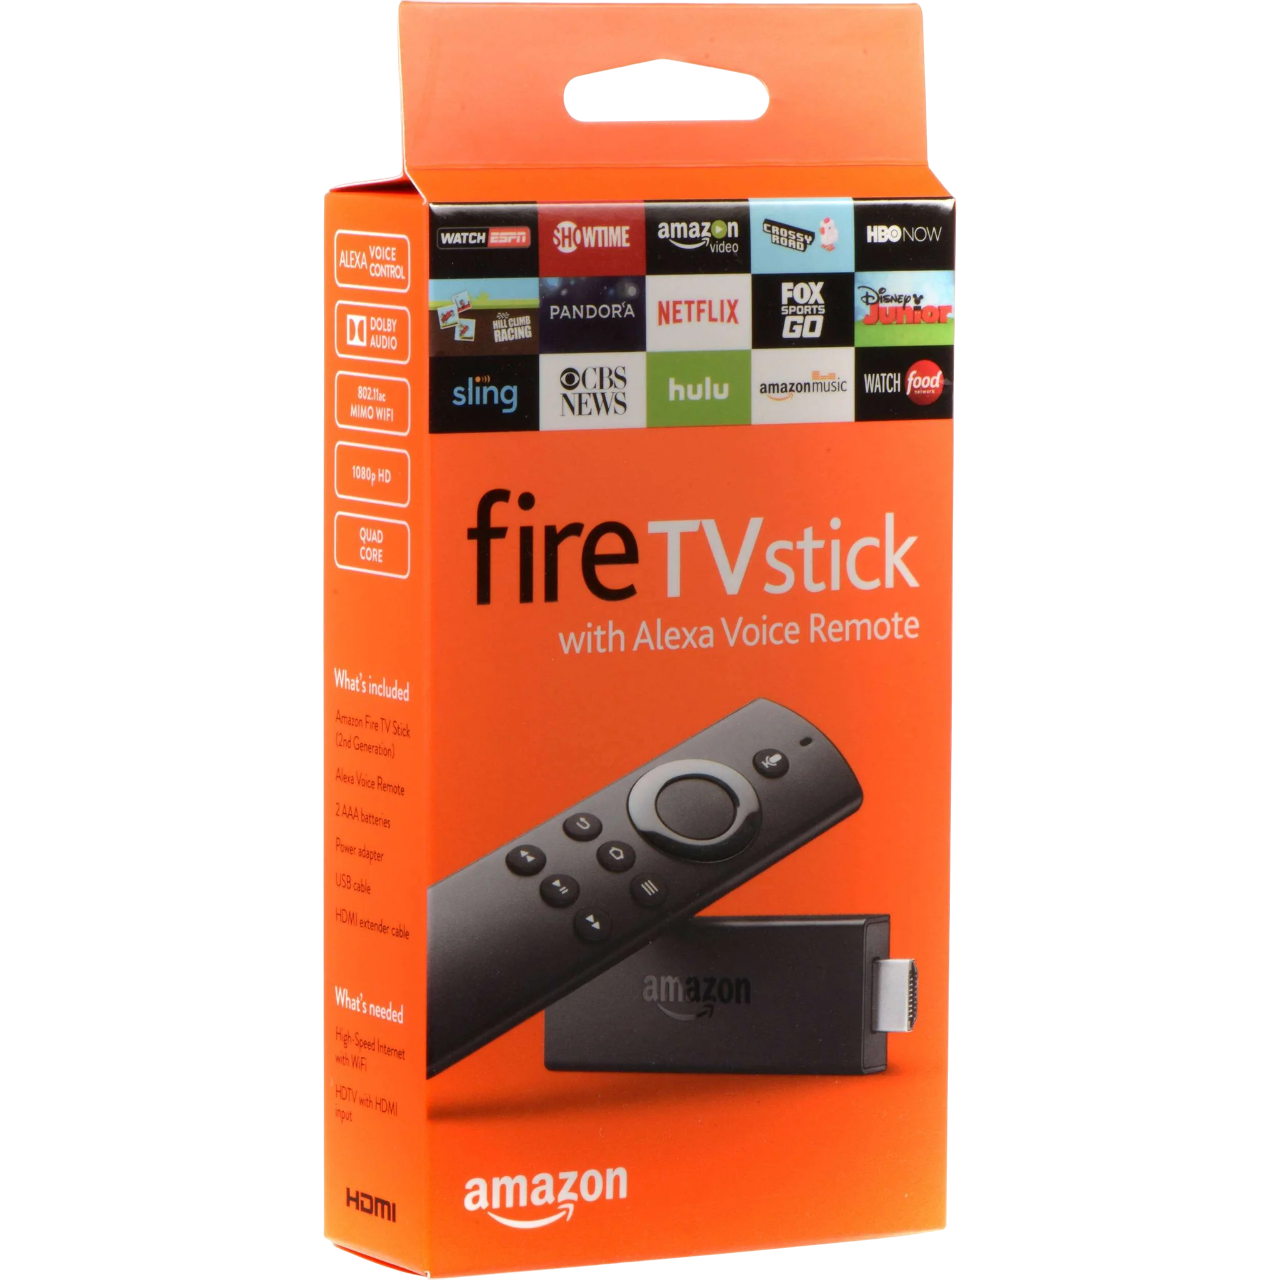 WATCH ESPN
SHOWTIME
amazon
video
CROSSY
ROAD
HBO NOW
HILL CLIMB
RACING
PANDORA
NETFLIX
FOX
SPORTS
GO
Disney
Junior
sling
CBS
NEWS
hulu
amazon music
WATCH food
network
fire TV stick
with Alexa Voice Remote
amazon
amazon
ALEXA VOICE
CONTROL
DOLBY
AUDIO
802.11ac
MIMO WIFI
1080p HD
QUAD
CORE
What's included
Amazon Fire TV Stick
(2nd Generation)
Alexa Voice Remote
2 AAA batteries
Power adapter
USB cable
HDMI extender cable
What's needed
High-Speed Internet
with WiFi
HDTV with HDMI
input
HDMI